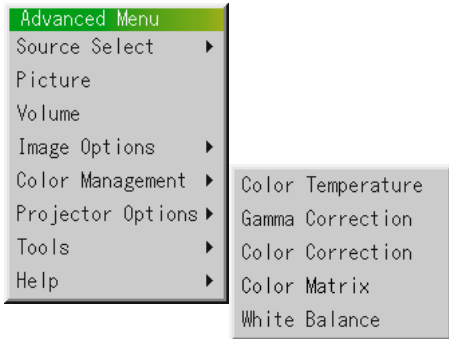 Advanced Menu
Source Select
Picture
Volume
Image Options
Color Management
Projector Options
Tools
Help
Color Temperature
Gamma Correction
Color Correction
Color Matrix
White Balance